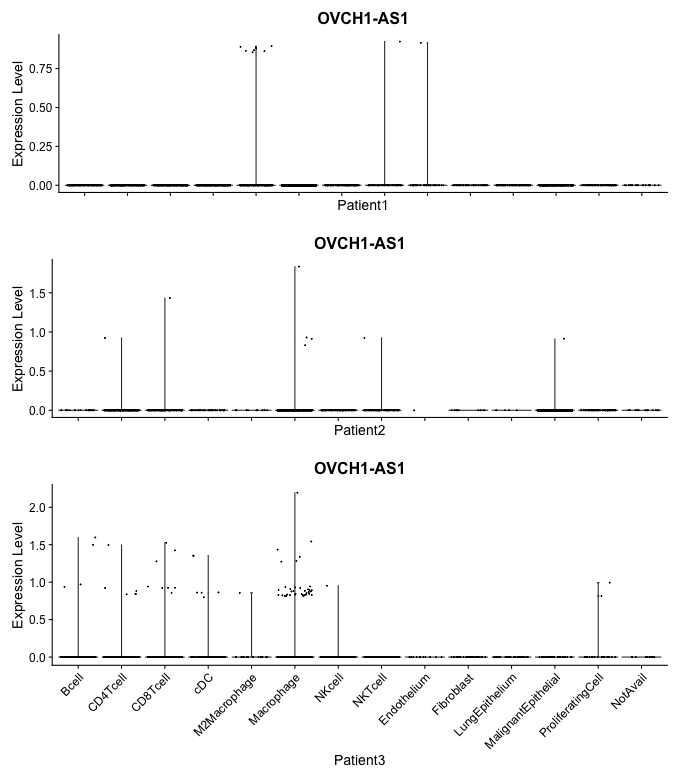 OVCH1-AS1
Expression Level
0.75
0.50
0.25
0.00
Patient1
OVCH1-AS1
Expression Level
1.5
1.0
0.5
0.0
Patient2
OVCH1-AS1
Expression Level
2.0
1.5
1.0
0.5
0.0
Bcell
CD4Tcell
CD8Tcell
cDC
M2Macrophage
Macrophage
NKcell
NKTcell
Endothelium
Fibroblast
LungEpithelium
MalignantEpithelial
ProliferatingCell
NotAvail
Patient3